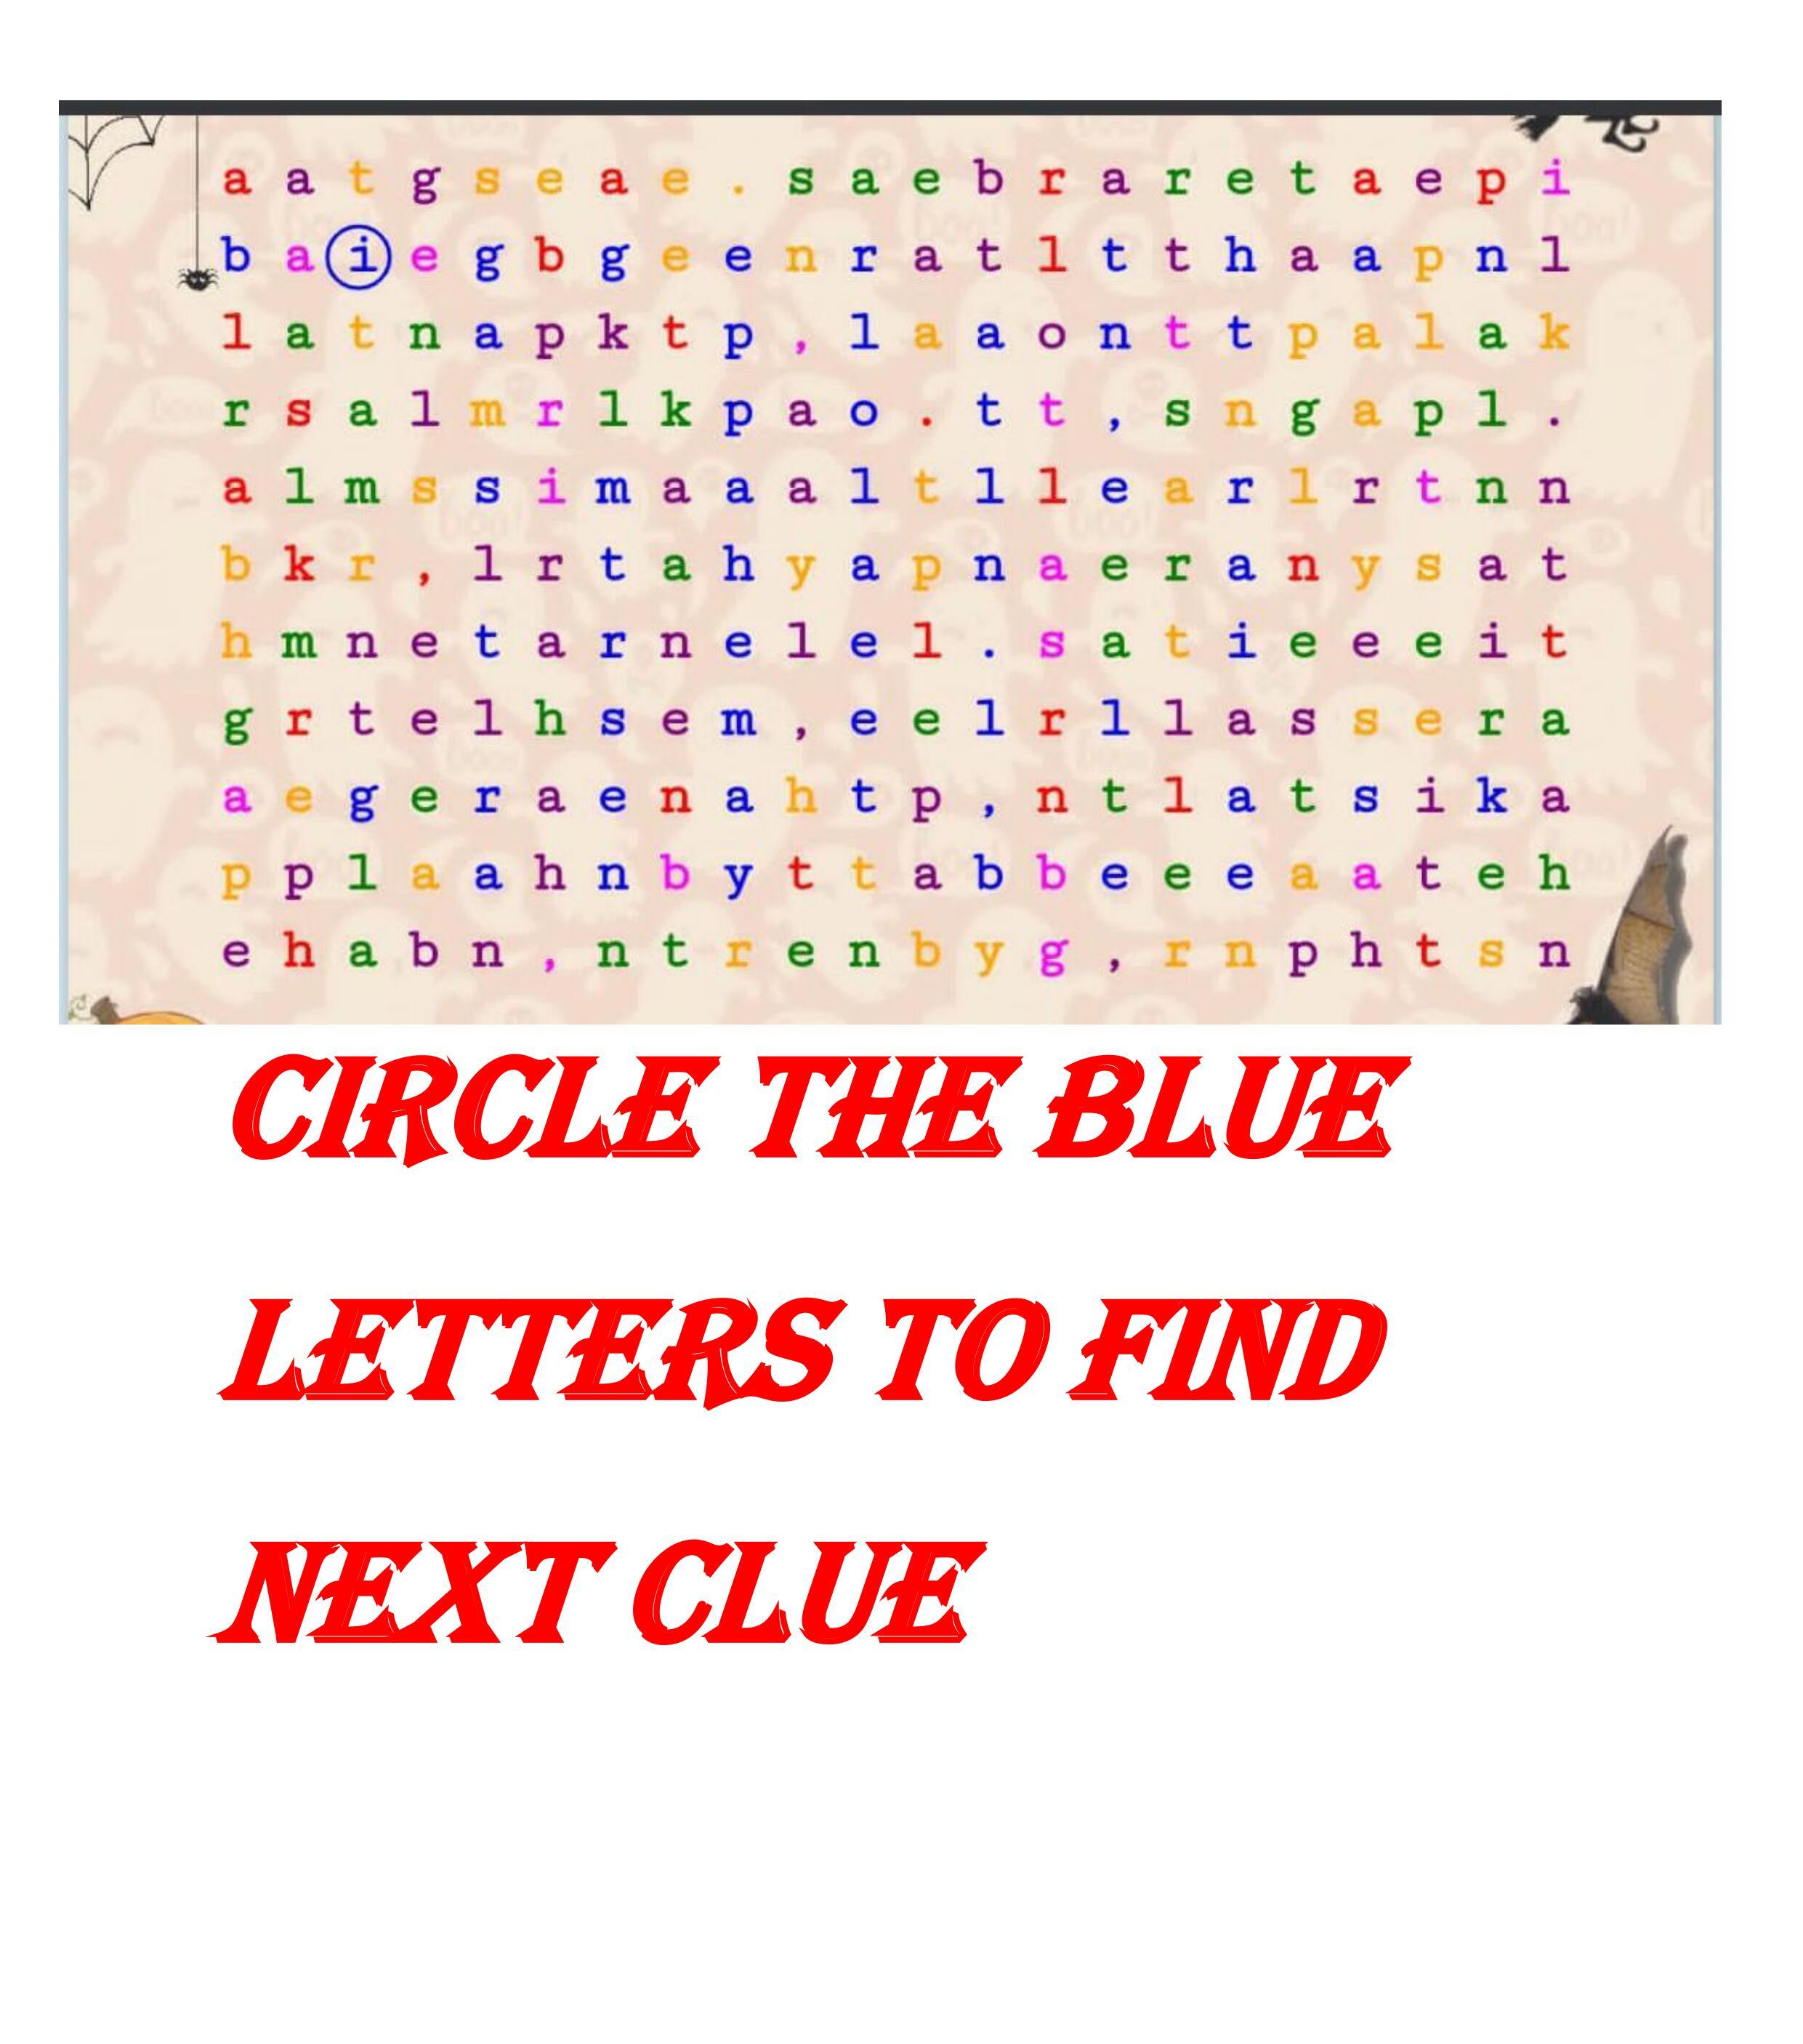 a a t g s e a e . s a e b r a r e t a e p i
b a i e g b g e e n r a t l t t h a a p n l
l a t n a p k t p , l a a o n t t p a l a k
r s a l m r l k p a o . t t , s n g a p l .
a l m s s i m a a a l t l l e a r l r t n n
b k r , l r t a h y a p n a e r a n y s a t
h m n e t a r n e l e l . s a t i e e e i t
g r t e l h s e m , e e l r l l a s s e r a
a e g e r a e n a h t p , n t l a t s i k a
p p l a a h n b y t t a b b e e e a a t e h
e h a b n , n t r e n b y g , r n p h t s n
CIRCLE THE BLUE
LETTERS TO FIND
NEXT CLUE